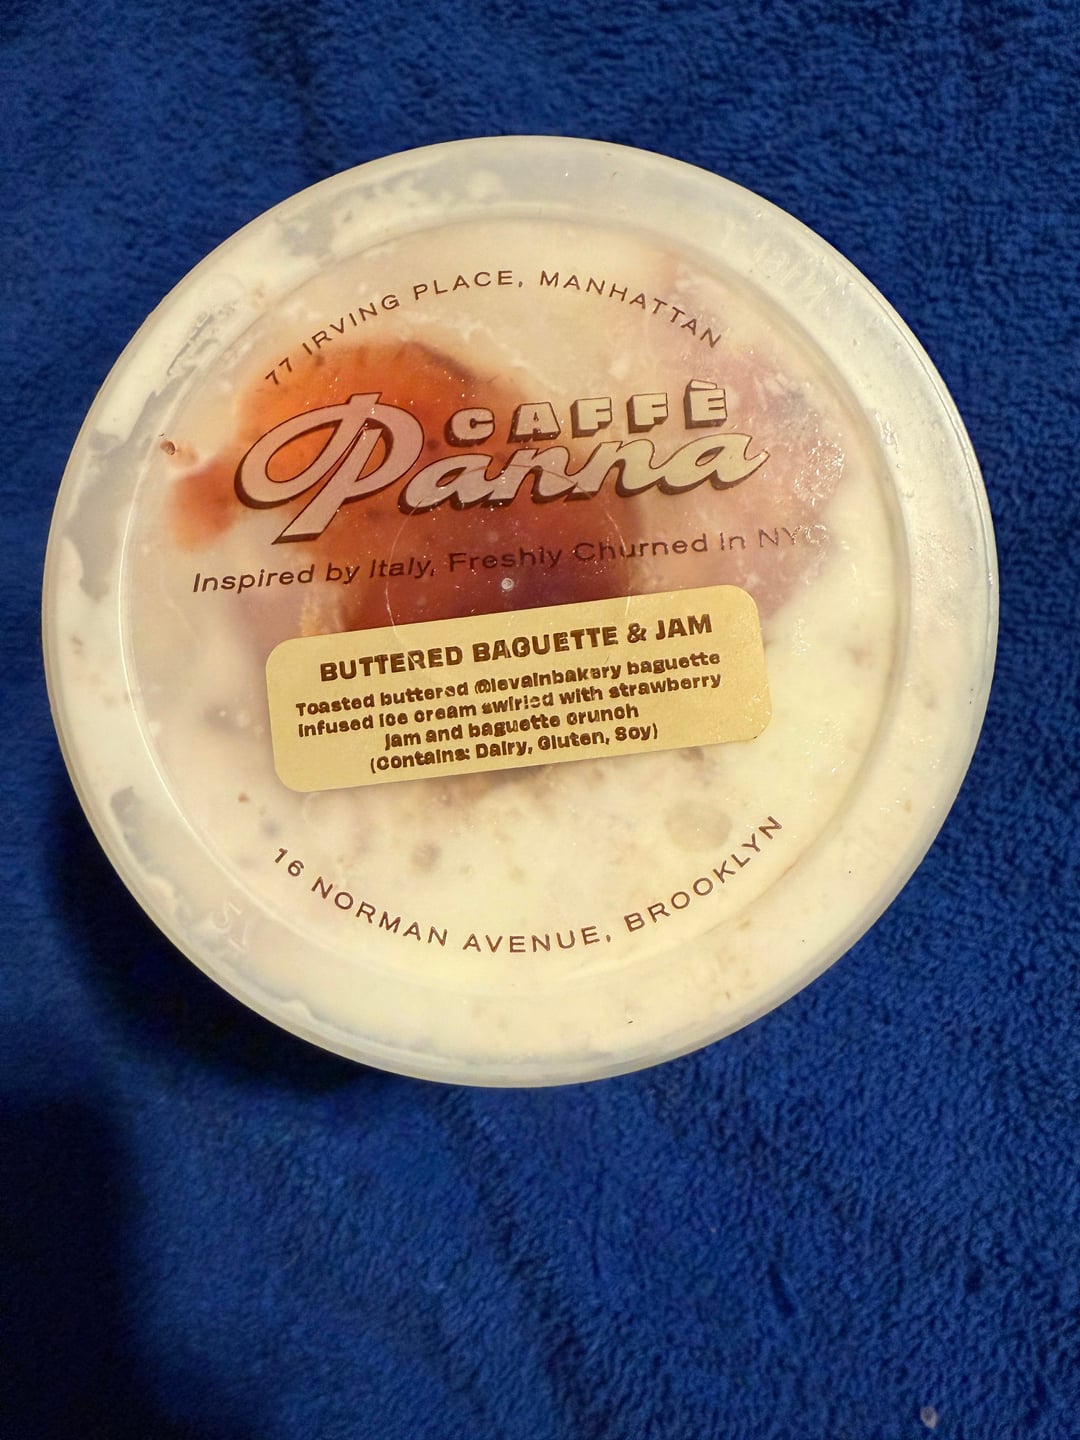 77 IRVING PLACE, MANHATTAN
CAFFÈ
Panna
Inspired by Italy, Freshly Churned in NYC
BUTTERED BAGUETTE & JAM
Toasted buttered @levainbakery baguette
infused ice cream swirled with strawberry
jam and baguette crunch
(Contains: Dairy, Gluten, Soy)
16 NORMAN AVENUE, BROOKLYN